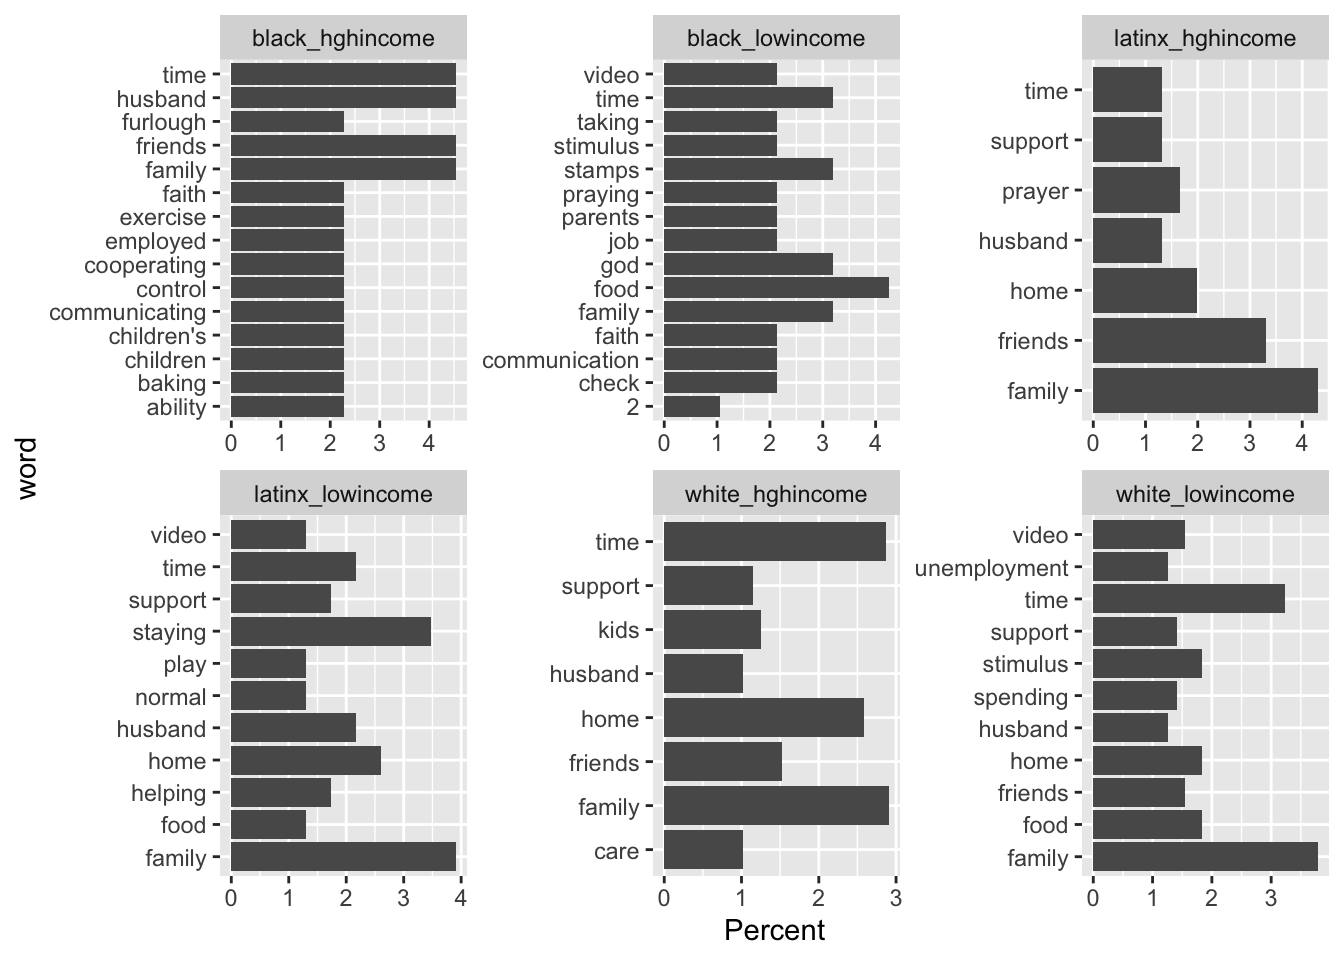 black_hghincome
time
husband
furlough
friends
family
faith
exercise
employed
cooperating
control
communicating
children's
children
baking
ability
0 1 2 3 4
black_lowincome
video
time
taking
stimulus
stamps
praying
parents
job
god
food
family
faith
communication
check
2
0 1 2 3 4
latinx_hghincome
time
support
prayer
husband
home
friends
family
0 1 2 3 4
word
latinx_lowincome
video
time
support
staying
play
normal
husband
home
helping
food
family
0 1 2 3 4
white_hghincome
time
support
kids
husband
home
friends
family
care
0 1 2 3
white_lowincome
video
unemployment
time
support
stimulus
spending
husband
home
friends
food
family
0 1 2 3
Percent